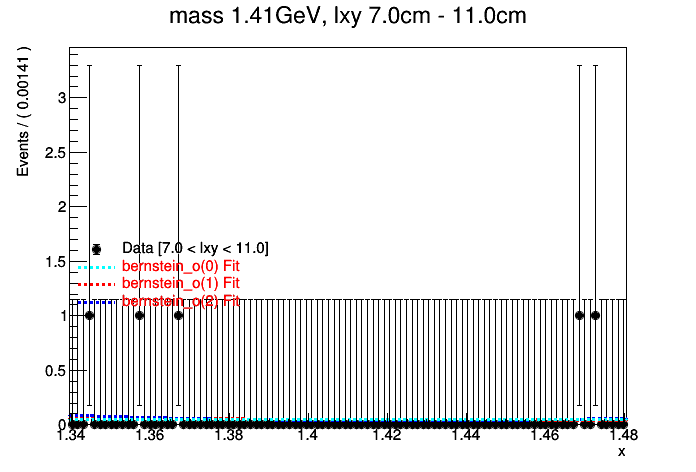 mass 1.41GeV, lxy 7.0cm - 11.0cm
Events / ( 0.00141 )
3
2.5
2
Data [7.0 < lxy < 11.0]
1.5
bernstein_o(0) Fit
bernstein_o(1) Fit
bernstein_o(2) Fit
1
0.5
0
1.34 1.36 1.38 1.4 1.42 1.44 1.46 1.48
x